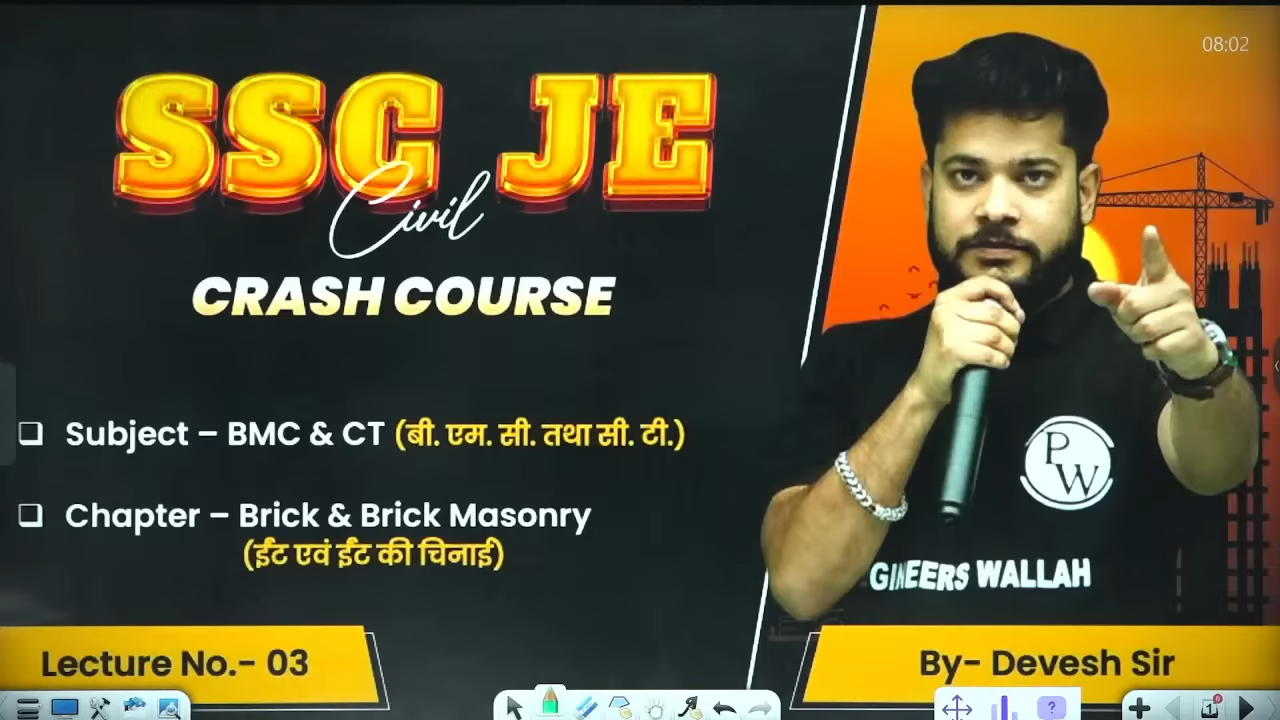 08:02
SSC JE
Civil
CRASH COURSE
❑ Subject – BMC & CT (बी. एम. सी. तथा सी. टी.)
❑ Chapter – Brick & Brick Masonry
(ईंट एवं ईंट की चिनाई)
PW
GINEERS WALLAH
Lecture No.- 03
By- Devesh Sir